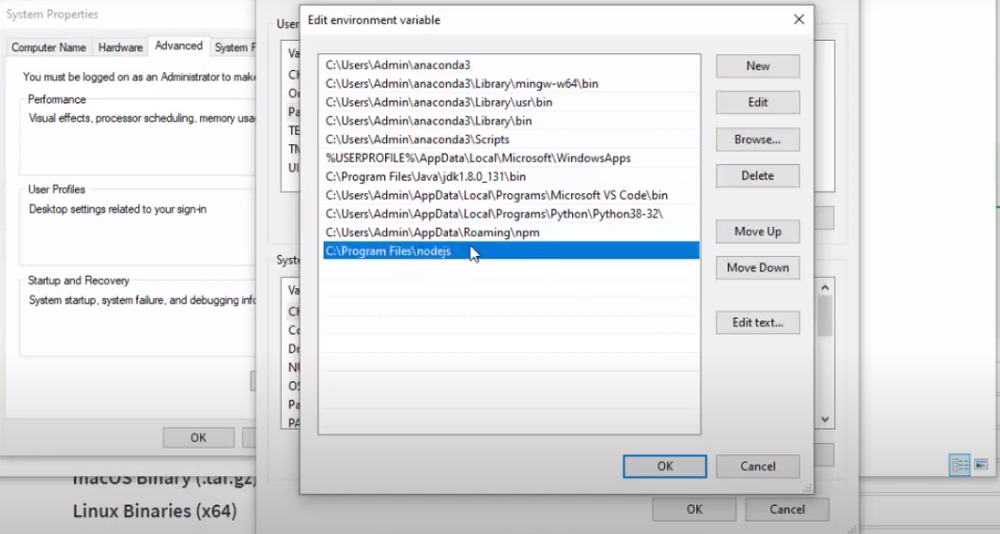 System Properties
Computer Name
Hardware
Advanced
System P
You must be logged on as an Administrator to make
Performance
Visual effects, processor scheduling, memory usa
User Profiles
Desktop settings related to your sign-in
Startup and Recovery
System startup, system failure, and debugging info
OK
User
Va
Ch
On
Pa
TE
TM
Syste
Va
Ch
Co
Dr
NU
OS
Pa
PA
Edit environment variable
C:\Users\Admin\anaconda3
C:\Users\Admin\anaconda3\Library\mingw-w64\bin
C:\Users\Admin\anaconda3\Library\usr\bin
C:\Users\Admin\anaconda3\Library\bin
C:\Users\Admin\anaconda3\Scripts
%USERPROFILE%\AppData\Local\Microsoft\WindowsApps
C:\Program Files\Java\jdk1.8.0_131\bin
C:\Users\Admin\AppData\Local\Programs\Microsoft VS Code\bin
C:\Users\Admin\AppData\Local\Programs\Python\Python38-32\
C:\Users\Admin\AppData\Roaming\npm
C:\Program Files\nodejs
New
Edit
Browse...
Delete
Move Up
Move Down
Edit text...
OK
Cancel
OK
Cancel
macOS Binary (.tar.gz)
Linux Binaries (x64)